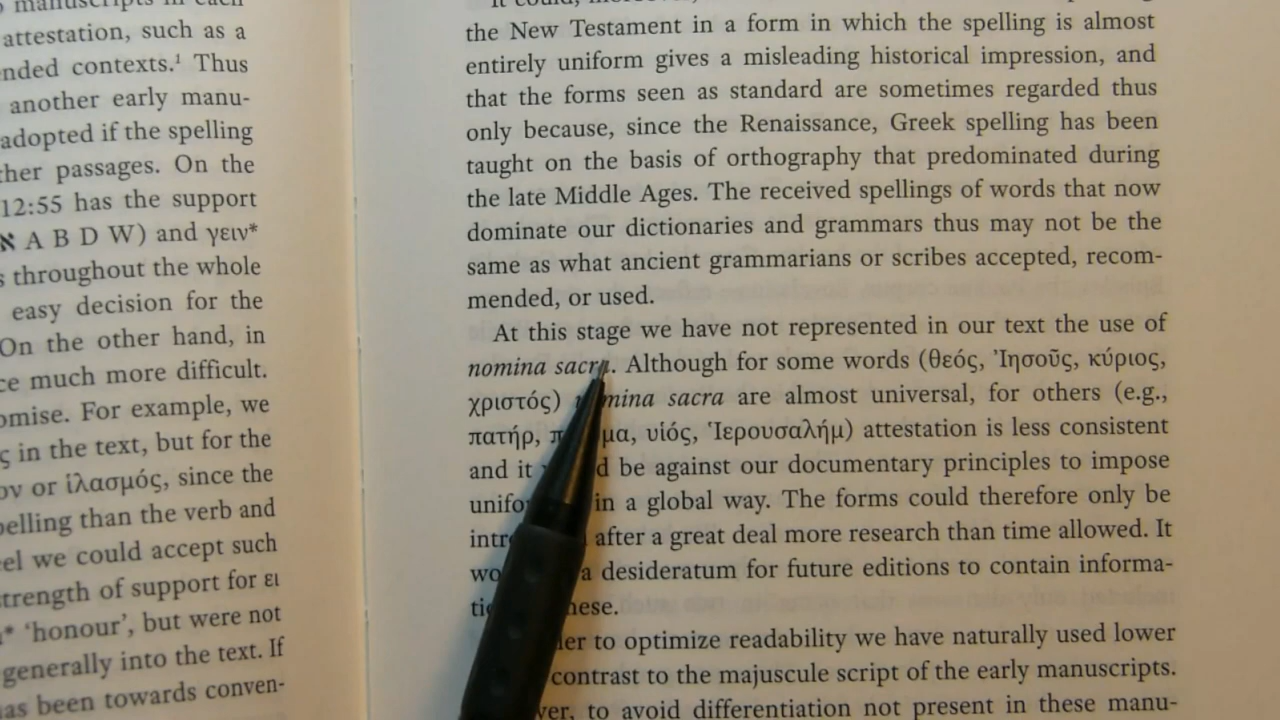 manuscripts in each
attestation, such as a
nded contexts.¹ Thus
another early manu-
adopted if the spelling
ther passages. On the
12:55 has the support
א A B D W) and γειν*
s throughout the whole
easy decision for the
On the other hand, in
ce much more difficult.
omise. For example, we
ς in the text, but for the
ον or ἱλασμός, since the
pelling than the verb and
eel we could accept such
strength of support for ει
* ‘honour’, but were not
generally into the text. If
has been towards conven-
the New Testament in a form in which the spelling is almost
entirely uniform gives a misleading historical impression, and
that the forms seen as standard are sometimes regarded thus
only because, since the Renaissance, Greek spelling has been
taught on the basis of orthography that predominated during
the late Middle Ages. The received spellings of words that now
dominate our dictionaries and grammars thus may not be the
same as what ancient grammarians or scribes accepted, recom-
mended, or used.
At this stage we have not represented in our text the use of
nomina sacra. Although for some words (θεός, Ἰησοῦς, κύριος,
χριστός) nomina sacra are almost universal, for others (e.g.,
πατήρ, π μα, υἱός, Ἱερουσαλήμ) attestation is less consistent
and it d be against our documentary principles to impose
unifo in a global way. The forms could therefore only be
intr after a great deal more research than time allowed. It
wo a desideratum for future editions to contain informa-
ti hese.
er to optimize readability we have naturally used lower
contrast to the majuscule script of the early manuscripts.
ver, to avoid differentiation not present in these manu-